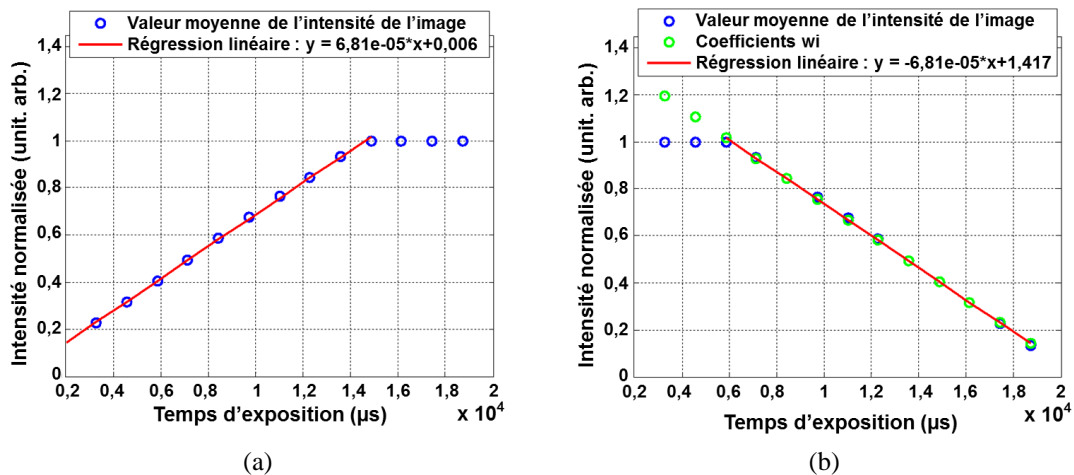 Valeur moyenne de l'intensité de l'image
Régression linéaire : y = 6,81e-05*x+0,006
Intensité normalisée (unit. arb.)
1,4
1,2
1
0,8
0,6
0,4
0,2
0
0,2 0,4 0,6 0,8 1 1,2 1,4 1,6 1,8 2
x 10⁴
Temps d'exposition (µs)
(a)
Valeur moyenne de l'intensité de l'image
Coefficients wi
Régression linéaire : y = -6,81e-05*x+1,417
Intensité normalisée (unit. arb.)
1,4
1,2
1
0,8
0,6
0,4
0,2
0
0,2 0,4 0,6 0,8 1 1,2 1,4 1,6 1,8 2
x 10⁴
Temps d'exposition (µs)
(b)